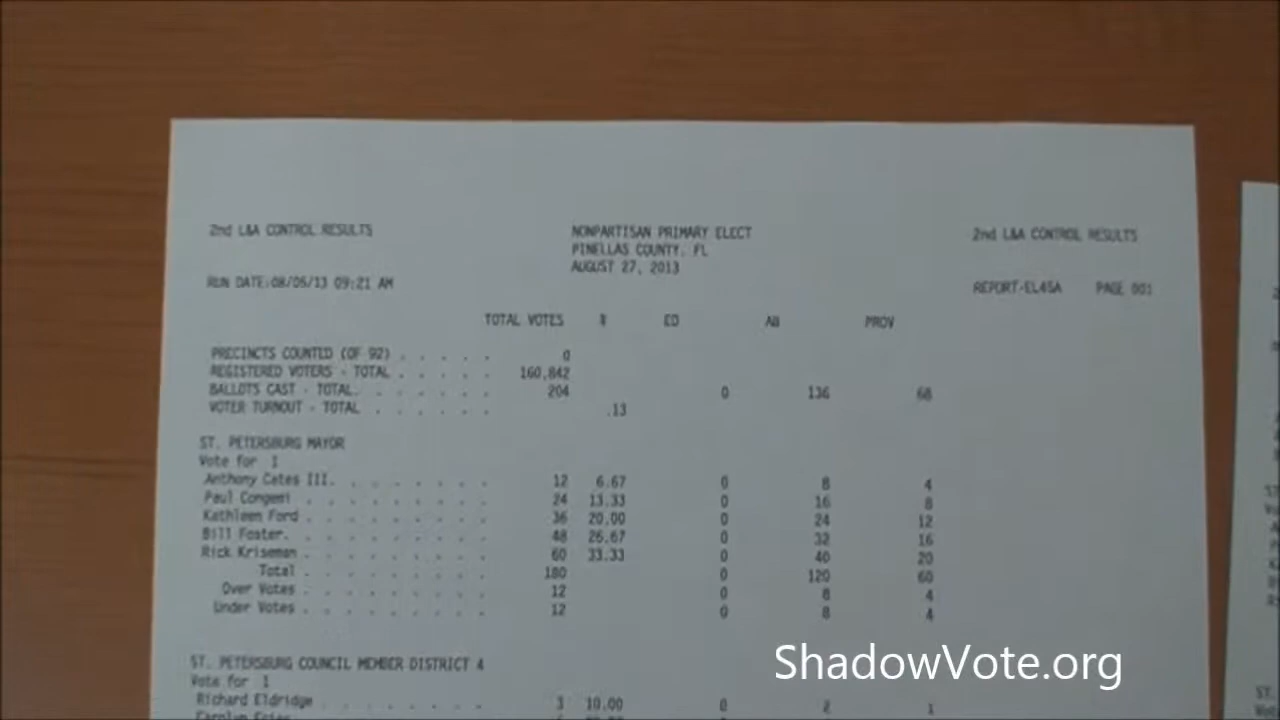 2nd L&A CONTROL RESULTS NONPARTISAN PRIMARY ELECT 2nd L&A CONTROL RESULTS
PINELLAS COUNTY, FL
AUGUST 27, 2013
RUN DATE:08/05/13 09:21 AM REPORT-EL45A PAGE 001
TOTAL VOTES % ED AB PROV
PRECINCTS COUNTED (OF 92) . . . . . 0
REGISTERED VOTERS - TOTAL . . . . . 160,842
BALLOTS CAST - TOTAL. . . . . . . 204 0 136 68
VOTER TURNOUT - TOTAL . . . . . . .13
ST. PETERSBURG MAYOR
Vote for 1
Anthony Cates III. . . . . . . . 12 6.67 0 8 4
Paul Congemi . . . . . . . . . 24 13.33 0 16 8
Kathleen Ford . . . . . . . . . 36 20.00 0 24 12
Bill Foster. . . . . . . . . . 48 26.67 0 32 16
Rick Kriseman . . . . . . . . . 60 33.33 0 40 20
Total . . . . . . . . . 180 0 120 60
Over Votes . . . . . . . . . 12 0 8 4
Under Votes . . . . . . . . . 12 0 8 4
ST. PETERSBURG COUNCIL MEMBER DISTRICT 4
Vote for 1
Richard Eldridge . . . . . . . . 3 10.00 0 2 1
ShadowVote.org